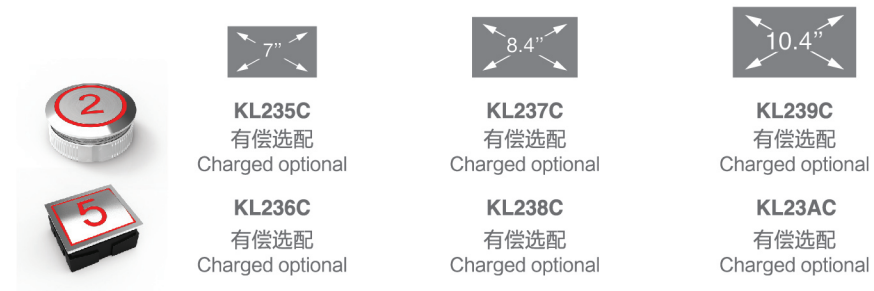 7”
8.4”
10.4”
2
KL235C
KL237C
KL239C
有偿选配
有偿选配
有偿选配
Charged optional
Charged optional
Charged optional
5
KL236C
KL238C
KL23AC
有偿选配
有偿选配
有偿选配
Charged optional
Charged optional
Charged optional